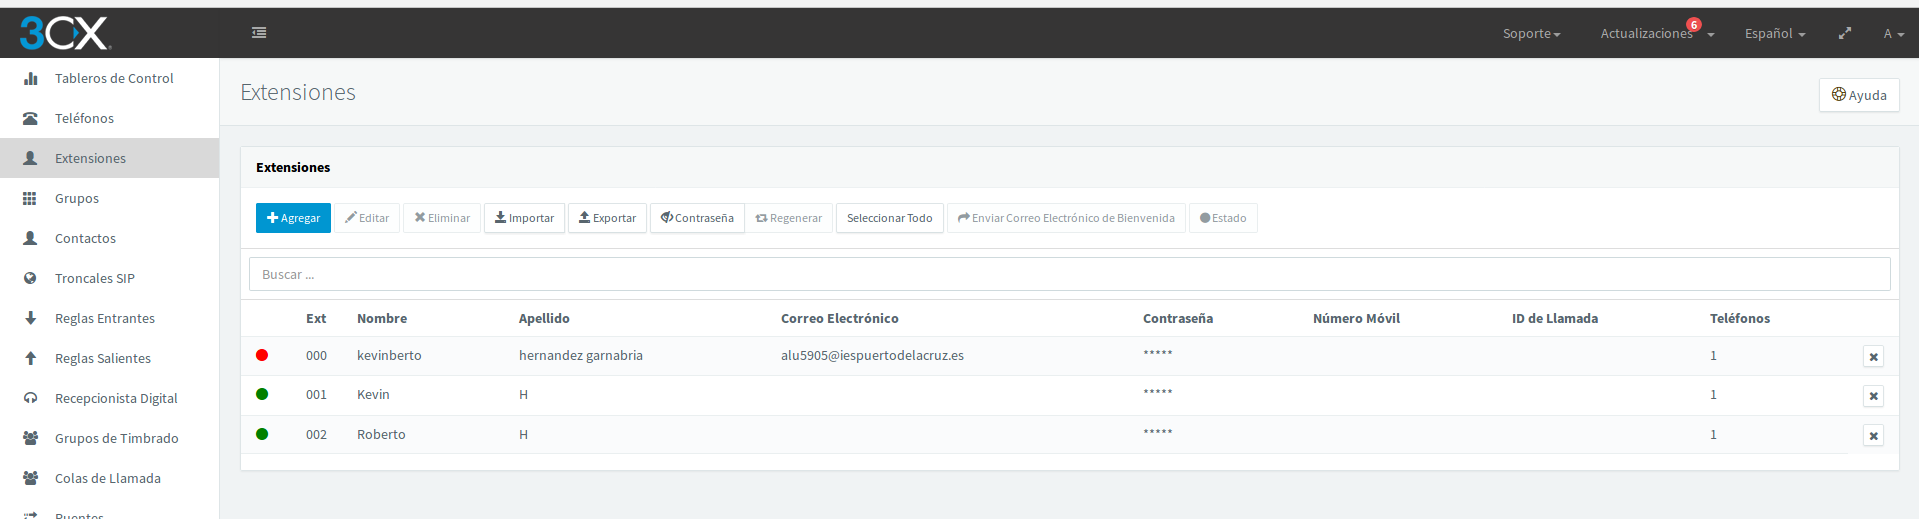 3CX
Soporte
Actualizaciones 6
Español
A
Tableros de Control
Teléfonos
Extensiones
Grupos
Contactos
Troncales SIP
Reglas Entrantes
Reglas Salientes
Recepcionista Digital
Grupos de Timbrado
Colas de Llamada
Puentes
Extensiones
Ayuda
Extensiones
Agregar Editar Eliminar Importar Exportar Contraseña Regenerar Seleccionar Todo Enviar Correo Electrónico de Bienvenida Estado
Buscar ...
Ext Nombre Apellido Correo Electrónico Contraseña Número Móvil ID de Llamada Teléfonos
000 kevinberto hernandez garnabria alu5905@iespuertodelacruz.es ***** 1
001 Kevin H ***** 1
002 Roberto H ***** 1